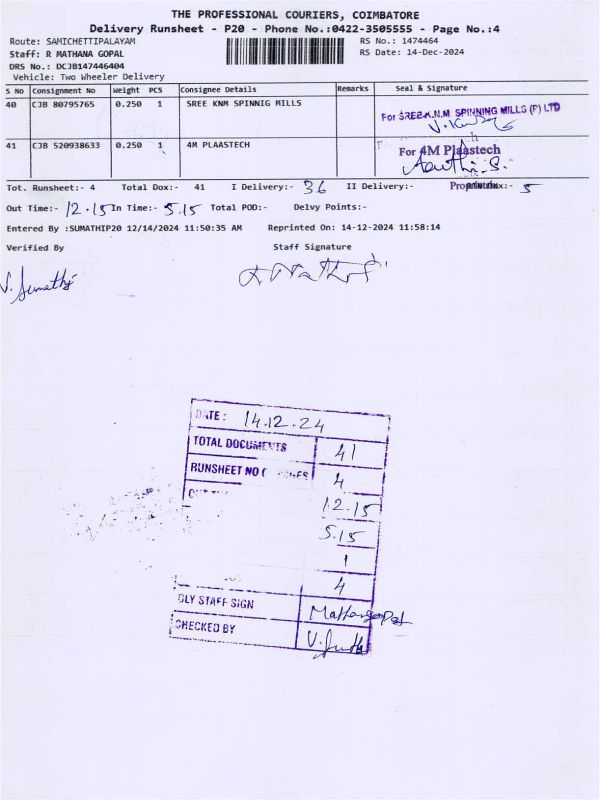 THE PROFESSIONAL COURIERS, COIMBATORE
Delivery Runsheet - P20 - Phone No.:0422-3505555 - Page No.:4
Route: SAMICHETTIPALAYAM RS No.: 1474464
Staff: R MATHANA GOPAL RS Date: 14-Dec-2024
DRS No.: DCJB147446404
Vehicle: Two Wheeler Delivery
S No Consignment No Weight PCS Consignee Details Remarks Seal & Signature
40 CJB 80795765 0.250 1 SREE KNM SPINNIG MILLS For SREE K.N.M. SPINNING MILLS (P) LTD
41 CJB 520938633 0.250 1 4M PLAASTECH For 4M Plaastech
Tot. Runsheet:- 4 Total Dox:- 41 I Delivery:- 36 II Delivery:- 5
Out Time:- 12.15 In Time:- 5.15 Total POD:- Delvy Points:-
Entered By :SUMATHIP20 12/14/2024 11:50:35 AM Reprinted On: 14-12-2024 11:58:14
Verified By Staff Signature
V. Sumathi
DATE: 14.12.24
TOTAL DOCUMENTS 41
RUNSHEET NO 4
12.15
5.15
1
4
DLY STAFF SIGN Mathangopal
CHECKED BY